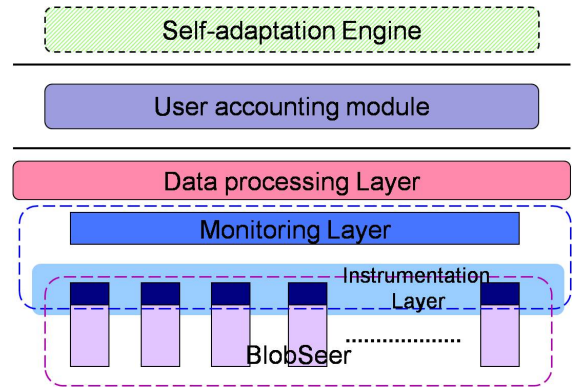 Self-adaptation Engine
User accounting module
Data processing Layer
Monitoring Layer
Instrumentation
Layer
BlobSeer